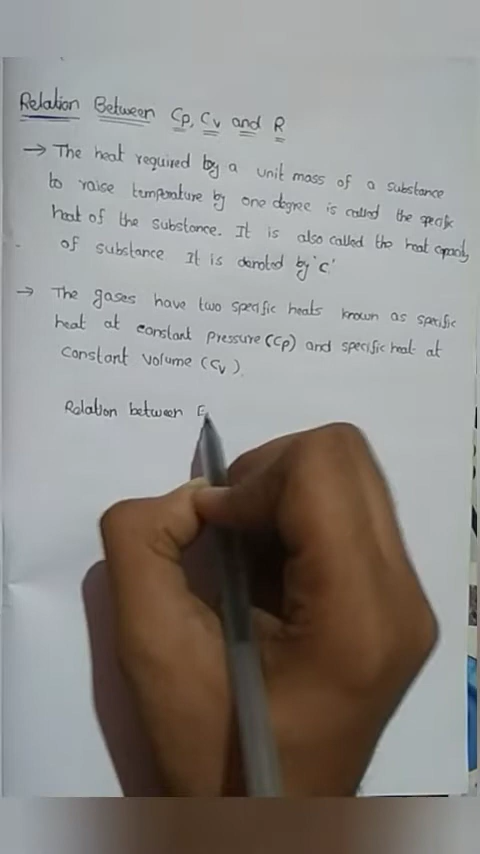 Relation Between Cp, Cv and R
→ The heat required by a unit mass of a substance
to raise temperature by one degree is called the specific
heat of the substance. It is also called the heat capacity
of substance It is denoted by 'C'
→ The gases have two specific heats known as specific
heat at constant pressure (Cp) and specific heat at
constant volume (Cv).
Relation between